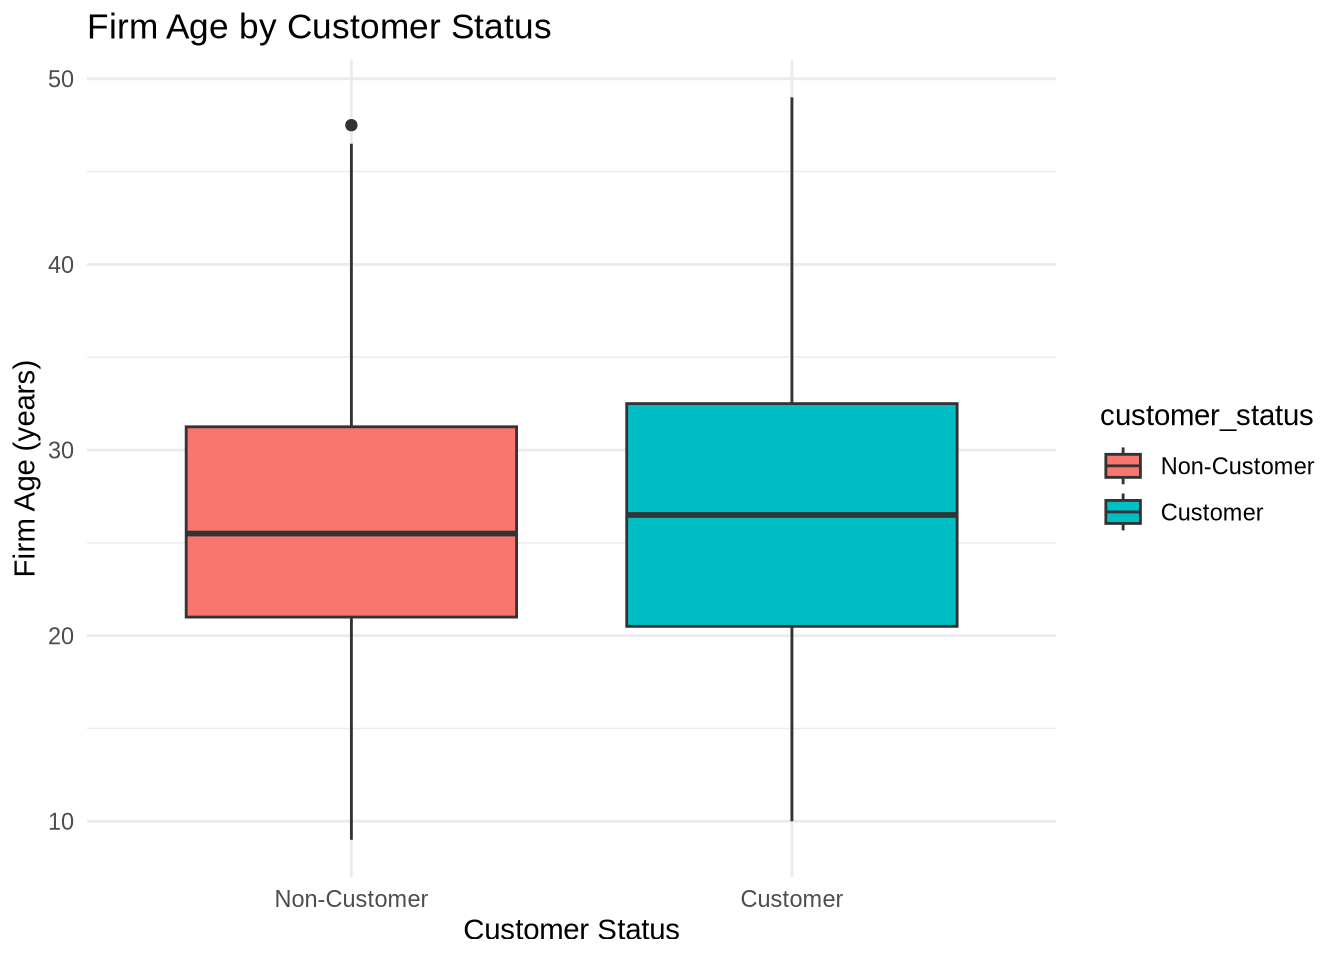 Firm Age by Customer Status
50
40
30
20
10
Firm Age (years)
Non-Customer
Customer
Customer Status
customer_status
Non-Customer
Customer